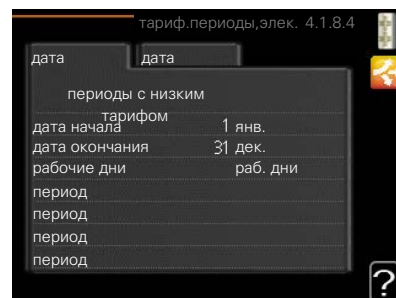 тариф.периоды,элек. 4.1.8.4
дата дата
периоды с низким
тарифом
дата начала 1 янв.
дата окончания 31 дек.
рабочие дни раб. дни
период
период
период
период
?